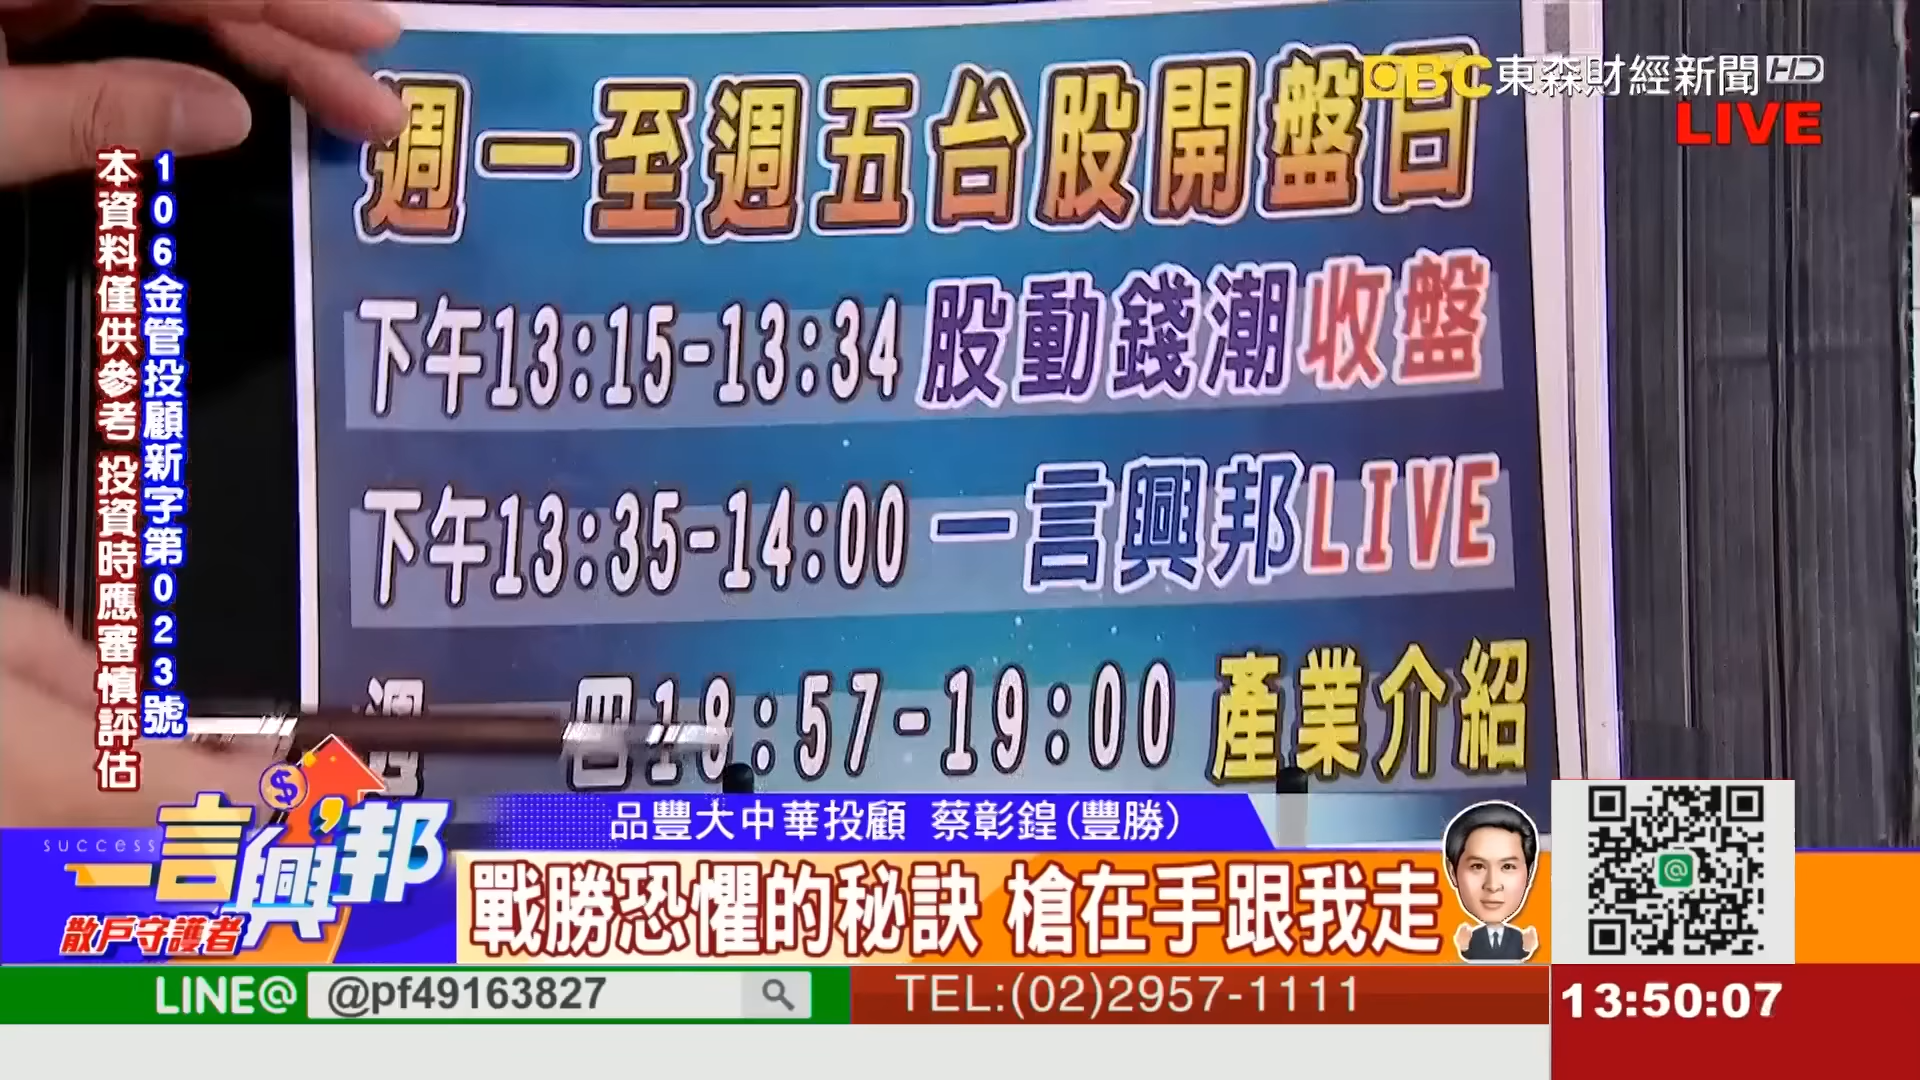 EBC東森財經新聞HD
LIVE
週一至週五台股開盤日
下午13:15-13:34 股動錢潮收盤
下午13:35-14:00 一言興邦LIVE
週 四18:57-19:00 產業介紹
106金管投顧新字第023號
本資料僅供參考 投資時應審慎評估
success
一言興邦
散戶守護者
品豐大中華投顧 蔡彰鍠(豐勝)
戰勝恐懼的秘訣 槍在手跟我走
LINE@ @pf49163827
TEL:(02)2957-1111
13:50:07